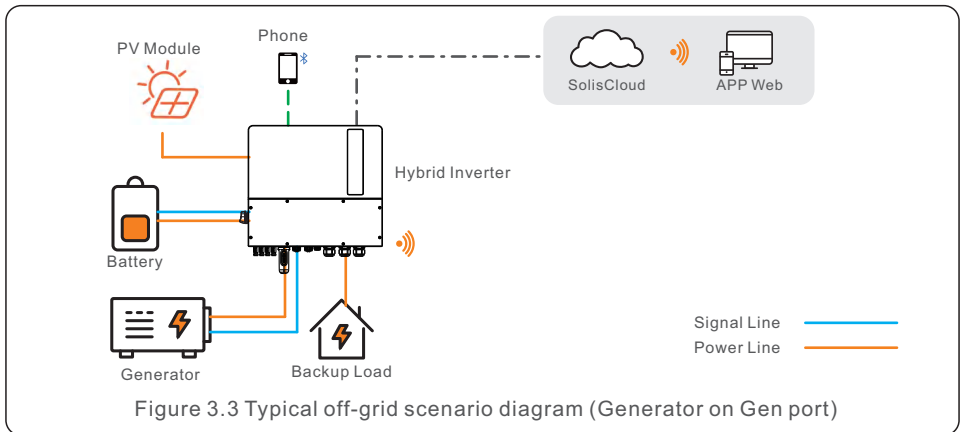 Phone
PV Module
SolisCloud
APP Web
Hybrid Inverter
Battery
Generator
Backup Load
Signal Line
Power Line
Figure 3.3 Typical off-grid scenario diagram (Generator on Gen port)